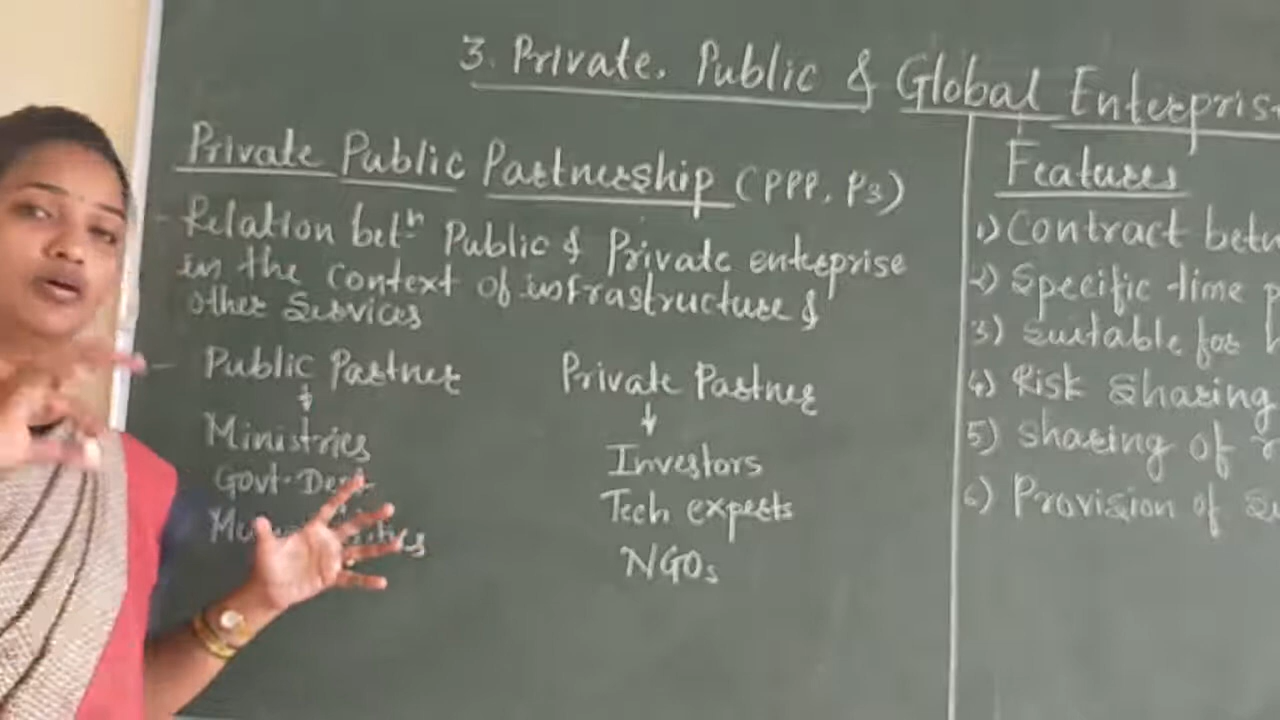 3. Private, Public & Global Enterpris
Private Public Partnership (PPP, P3)
- Relation betn Public & Private enterprise
in the context of infrastructure &
other Services
- Public Partner
↓
Ministries
Govt. Dept
Private Partner
↓
Investors
Tech experts
NGOs
Features
1) Contract betn
2) Specific time p
3) Suitable for
4) Risk Sharing
5) Sharing of r
6) Provision of Se